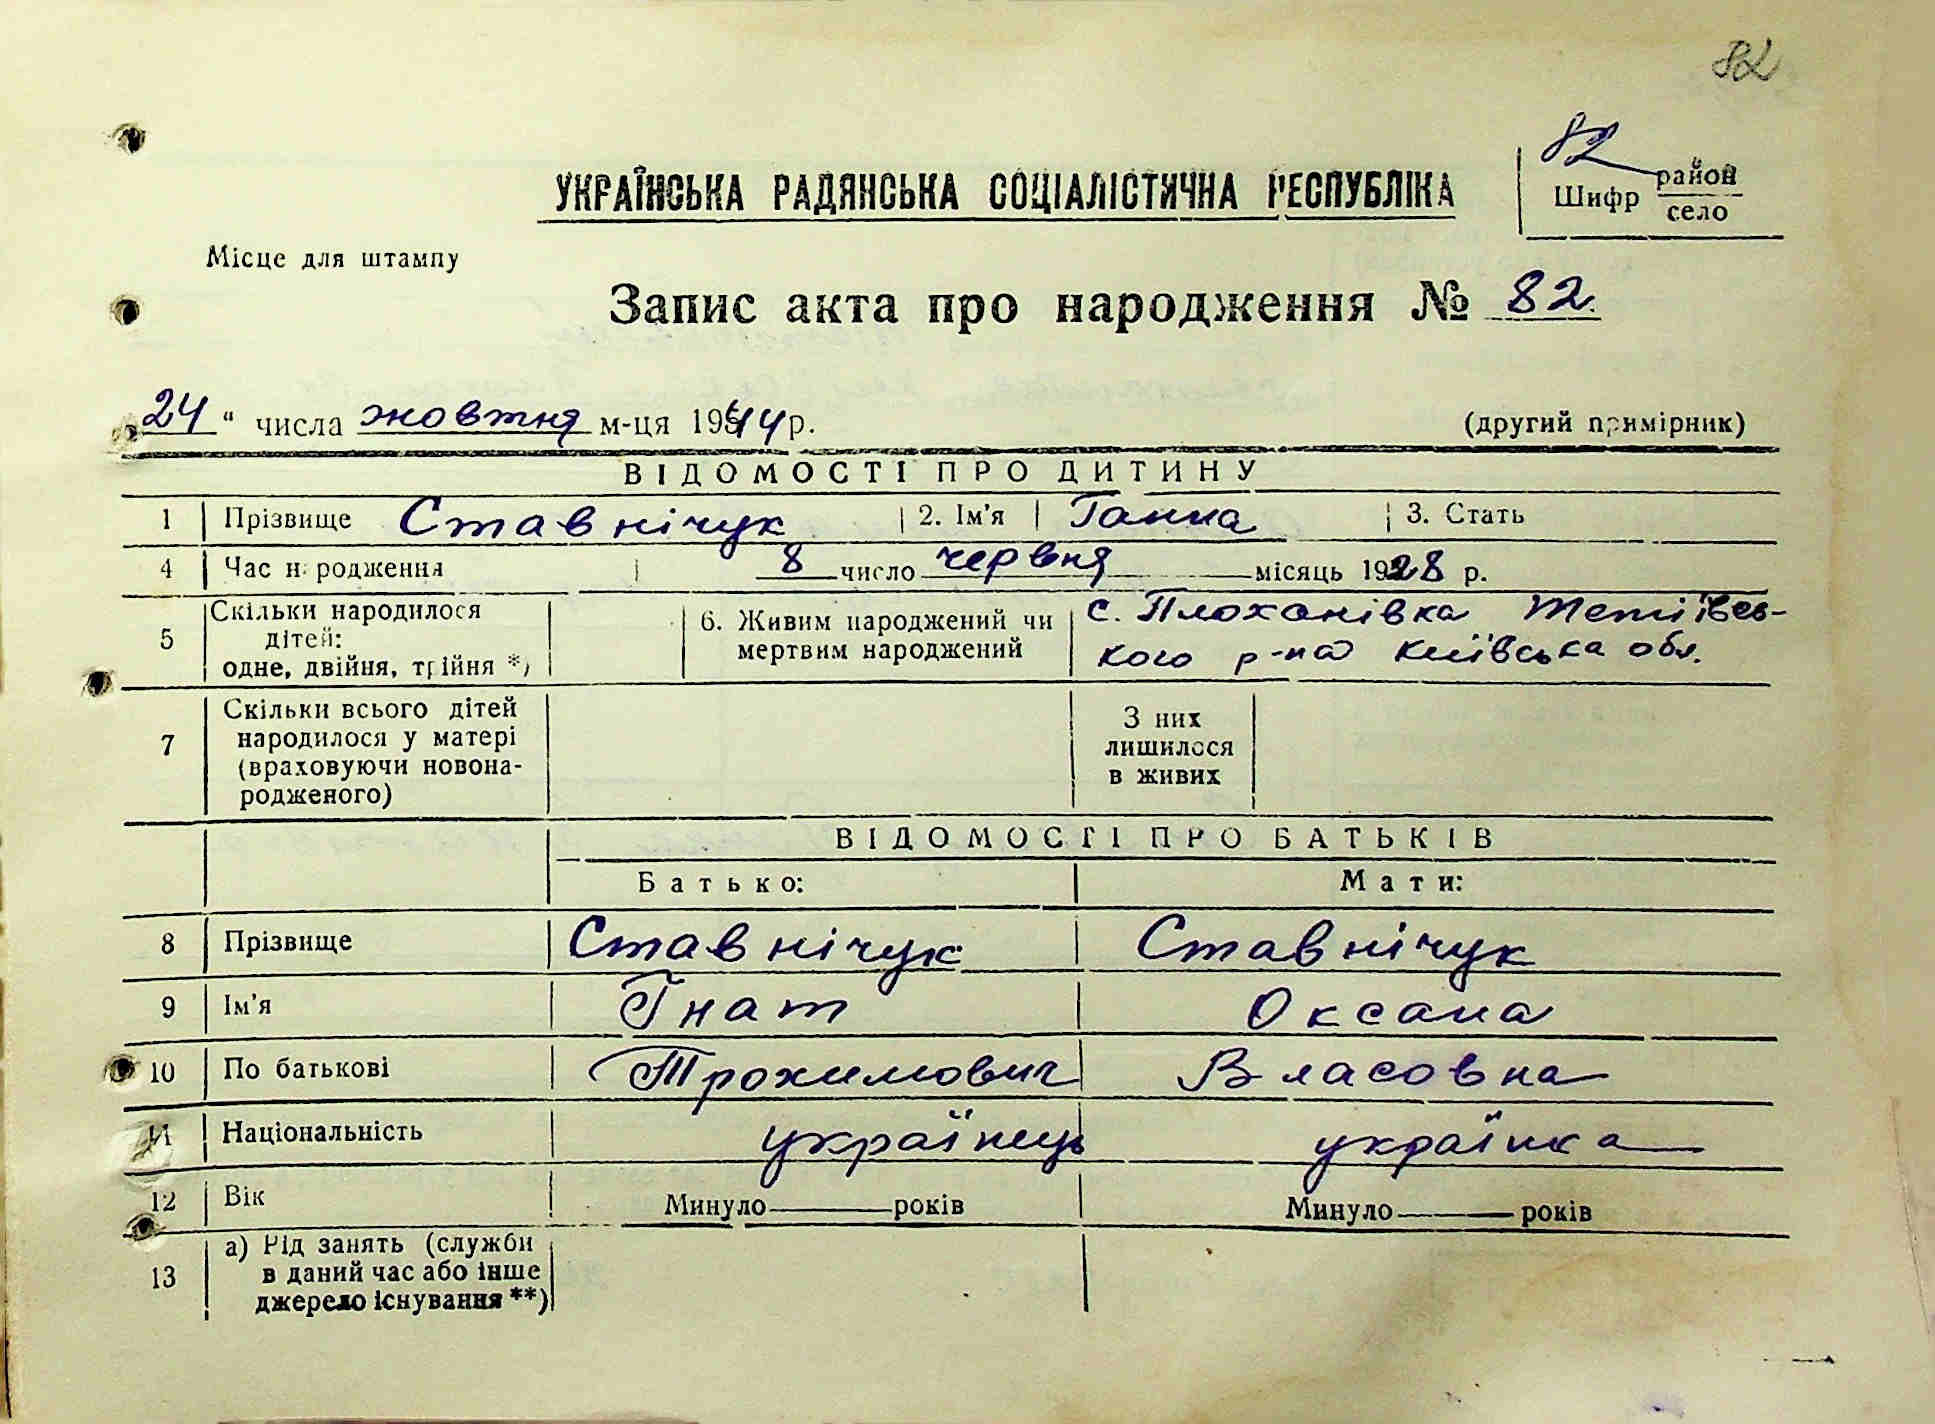 82
82
УКРАЇНСЬКА РАДЯНСЬКА СОЦІАЛІСТИЧНА РЕСПУБЛІКА
Шифр район
село
Місце для штампу
Запис акта про народження № 82.
24 " числа жовтня м-ця 1944 р.
(другий примірник)
ВІДОМОСТІ ПРО ДИТИНУ
1 Прізвище Ставнічук 2. Ім'я Ганна 3. Стать
4 Час народження 8 число червня місяць 1928 р.
5 Скільки народилося дітей: одне, двійня, трійня *)
6. Живим народжений чи мертвим народжений
с. Плоханівка Тетіївсь-
кого р-на Київська обл.
7 Скільки всього дітей народилося у матері (враховуючи новона-родженого)
З них лишилося в живих
ВІДОМОСТІ ПРО БАТЬКІВ
Батько: Мати:
8 Прізвище Ставнічук Ставнічук
9 Ім'я Гнат Оксана
10 По батькові Трохимович Власовна
11 Національність українець українка
12 Вік Минуло років Минуло років
13 а) Рід занять (служби в даний час або інше джерело існування **)